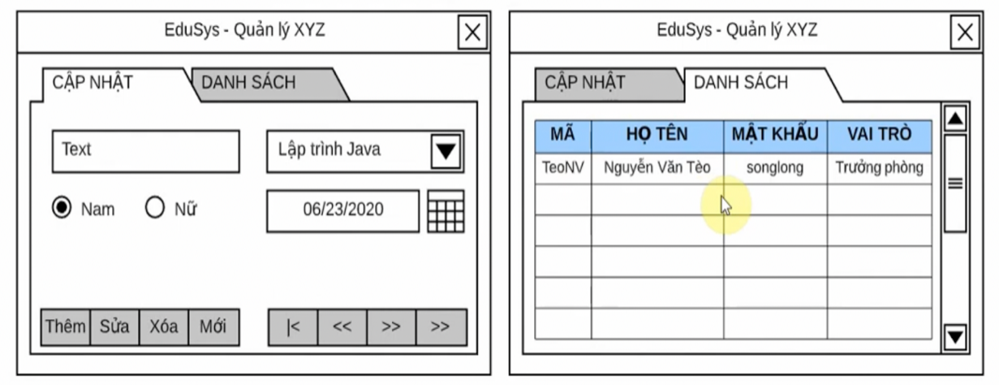 EduSys - Quản lý XYZ
CẬP NHẬT DANH SÁCH
Text Lập trình Java
Nam Nữ 06/23/2020
Thêm Sửa Xóa Mới |< << >> >>
EduSys - Quản lý XYZ
CẬP NHẬT DANH SÁCH
MÃ HỌ TÊN MẬT KHẨU VAI TRÒ
TeoNV Nguyễn Văn Tèo songlong Trưởng phòng